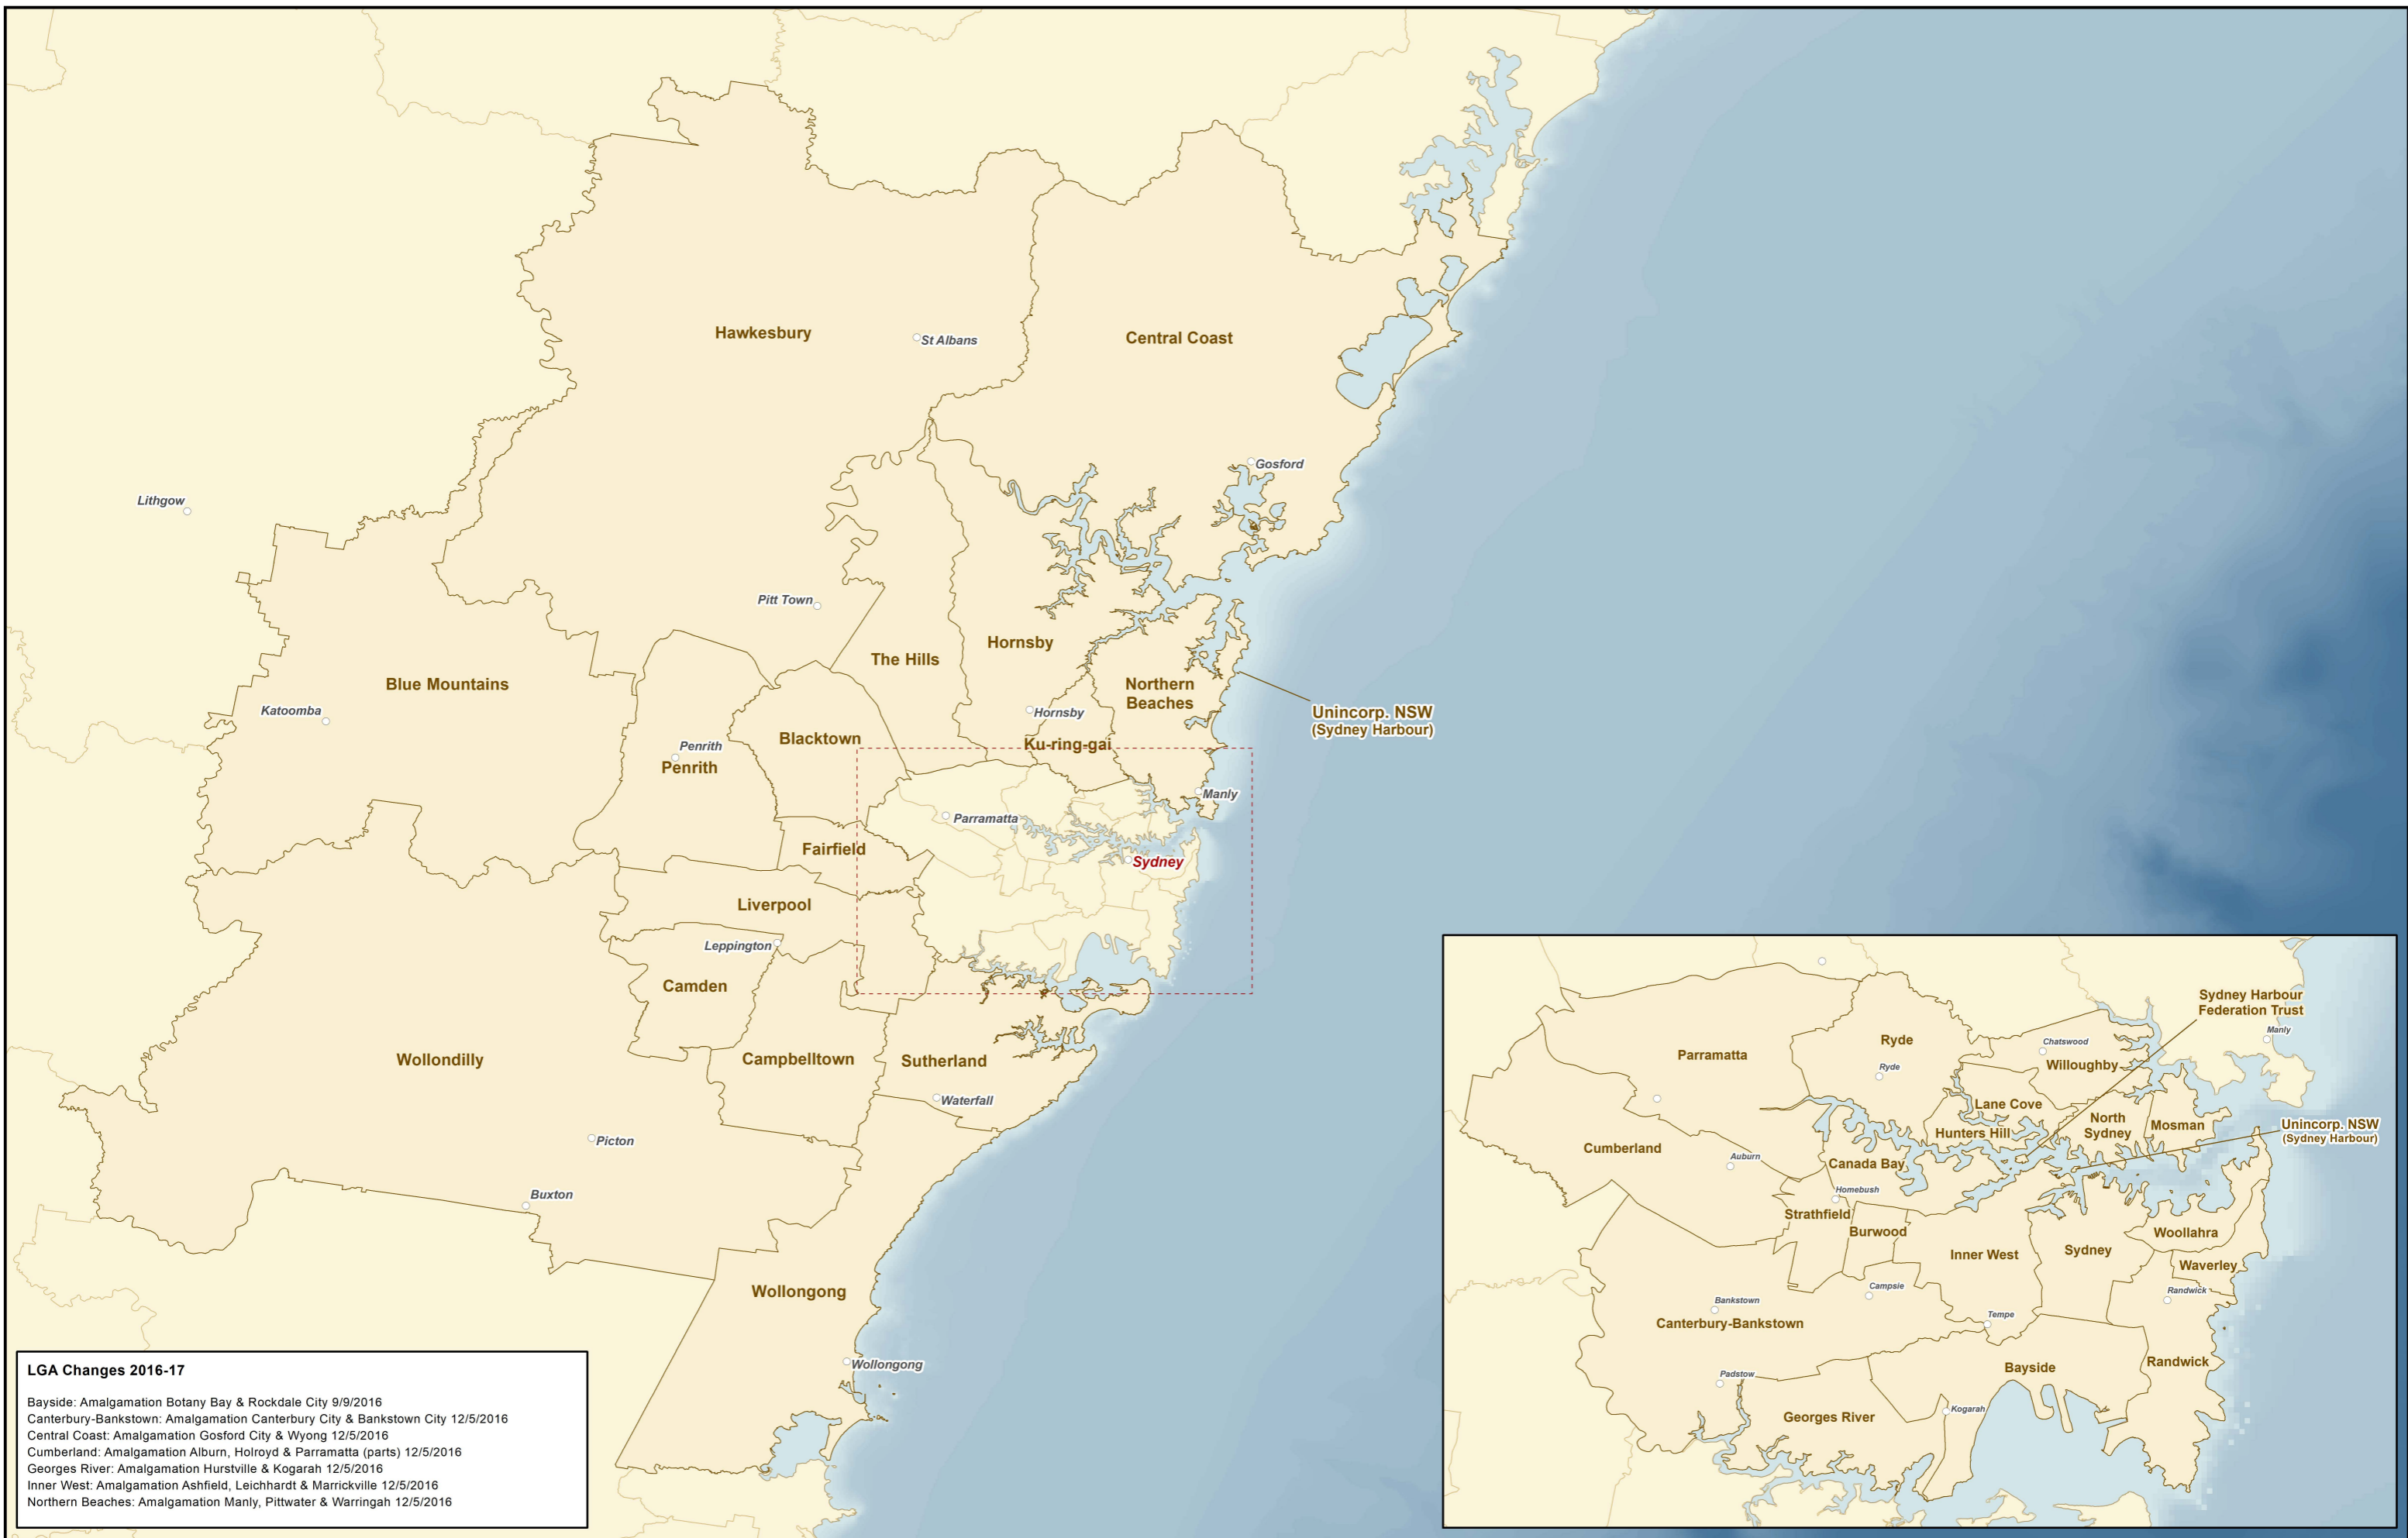 Hawkesbury
St Albans
Central Coast
Gosford
Lithgow
Pitt Town
Hornsby
The Hills
Blue Mountains
Northern
Beaches
Katoomba
Hornsby
Unincorp. NSW
(Sydney Harbour)
Blacktown
Ku-ring-gai
Penrith
Penrith
Manly
Parramatta
Fairfield
Sydney
Liverpool
Leppington
Camden
Wollondilly
Campbelltown
Sutherland
Waterfall
Picton
Buxton
Wollongong
Wollongong
LGA Changes 2016-17
Bayside: Amalgamation Botany Bay & Rockdale City 9/9/2016
Canterbury-Bankstown: Amalgamation Canterbury City & Bankstown City 12/5/2016
Central Coast: Amalgamation Gosford City & Wyong 12/5/2016
Cumberland: Amalgamation Alburn, Holroyd & Parramatta (parts) 12/5/2016
Georges River: Amalgamation Hurstville & Kogarah 12/5/2016
Inner West: Amalgamation Ashfield, Leichhardt & Marrickville 12/5/2016
Northern Beaches: Amalgamation Manly, Pittwater & Warringah 12/5/2016
Sydney Harbour
Federation Trust
Manly
Ryde
Chatswood
Parramatta
Willoughby
Ryde
Lane Cove
North
Sydney
Mosman
Unincorp. NSW
(Sydney Harbour)
Hunters Hill
Cumberland
Auburn
Canada Bay
Homebush
Strathfield
Burwood
Woollahra
Inner West
Sydney
Waverley
Campsie
Randwick
Bankstown
Tempe
Canterbury-Bankstown
Bayside
Randwick
Padstow
Kogarah
Georges River